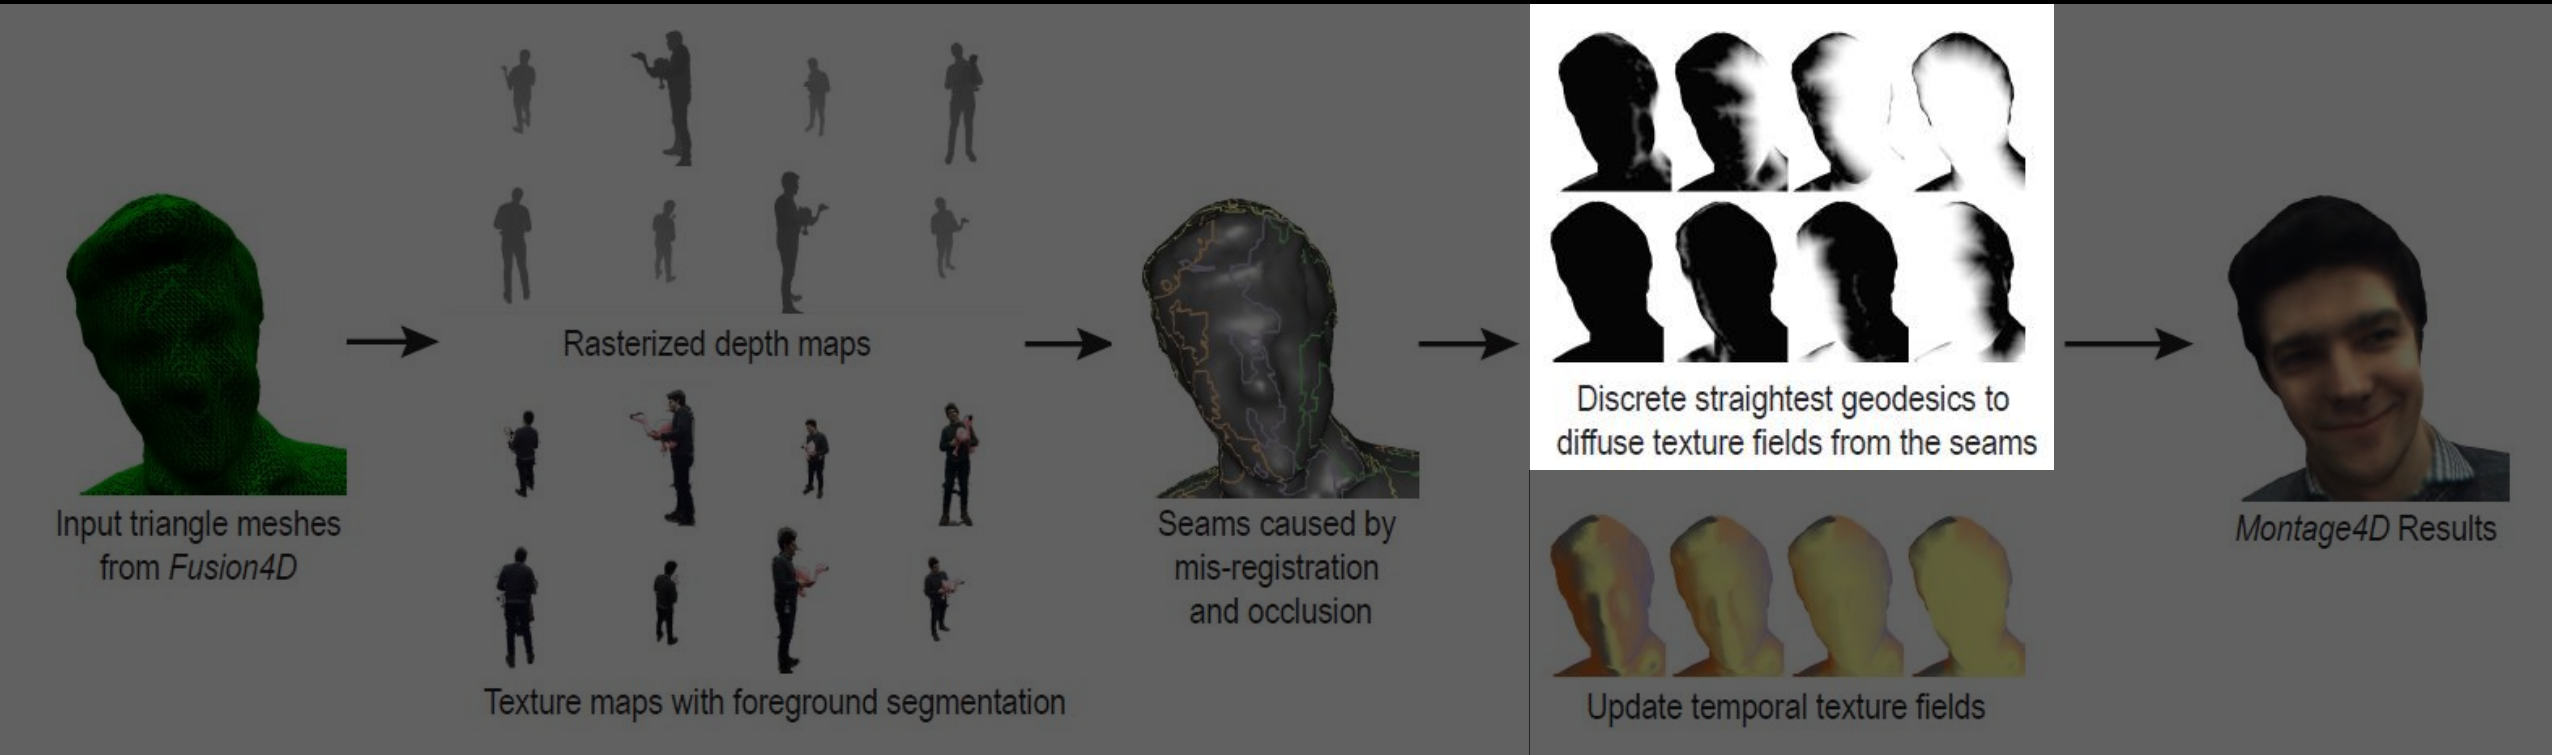 Input triangle meshes
from Fusion4D
Rasterized depth maps
Texture maps with foreground segmentation
Seams caused by
mis-registration
and occlusion
Discrete straightest geodesics to
diffuse texture fields from the seams
Update temporal texture fields
Montage4D Results